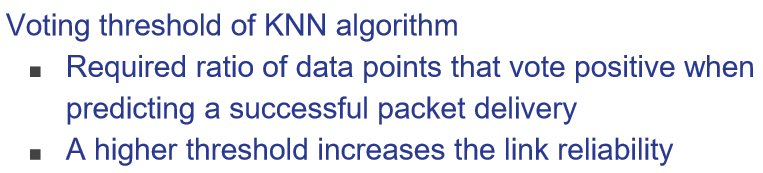 Voting threshold of KNN algorithm
▪ Required ratio of data points that vote positive when
predicting a successful packet delivery
▪ A higher threshold increases the link reliability